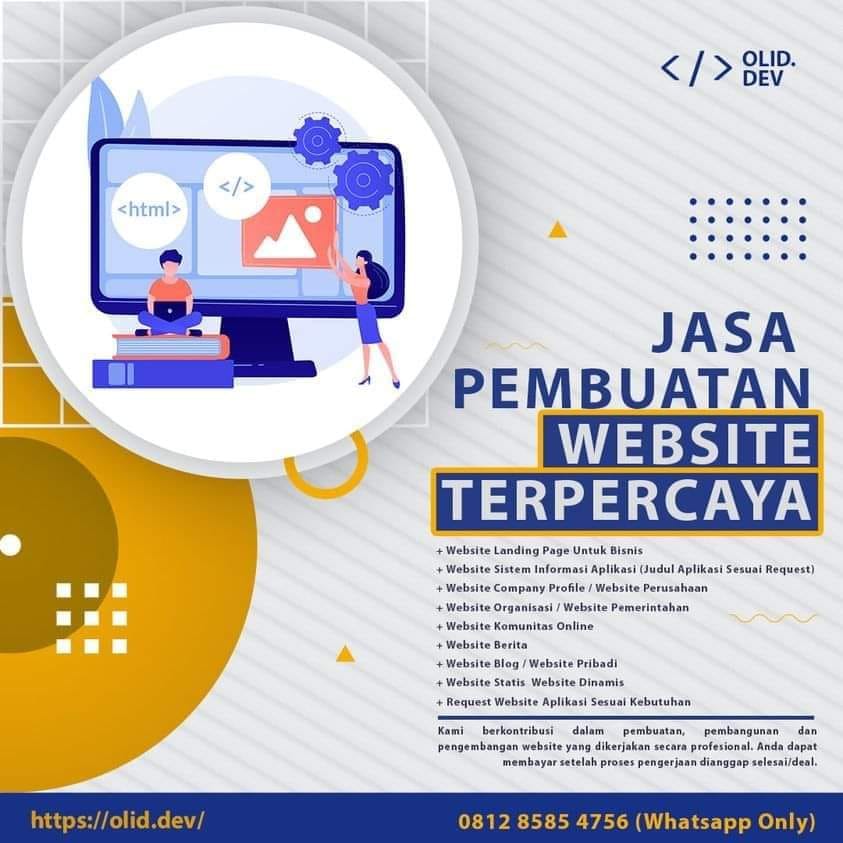 </> OLID.
DEV
<html>
</>
JASA
PEMBUATAN
WEBSITE
TERPERCAYA
+ Website Landing Page Untuk Bisnis
+ Website Sistem Informasi Aplikasi (Judul Aplikasi Sesuai Request)
+ Website Company Profile / Website Perusahaan
+ Website Organisasi / Website Pemerintahan
+ Website Komunitas Online
+ Website Berita
+ Website Blog / Website Pribadi
+ Website Statis Website Dinamis
+ Request Website Aplikasi Sesuai Kebutuhan
Kami berkontribusi dalam pembuatan, pembangunan dan
pengembangan website yang dikerjakan secara profesional. Anda dapat
membayar setelah proses pengerjaan dianggap selesai/deal.
https://olid.dev/
0812 8585 4756 (Whatsapp Only)